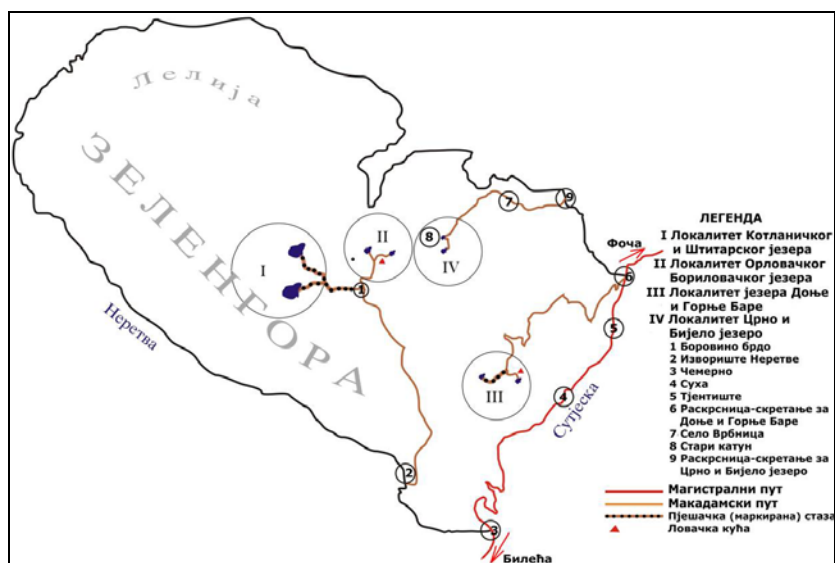 Лелија
ЗЕЛЕНГОРА
Неретва
I
II
8
IV
7
9
1
III
2
3
4
5
6
Сутјеска
Фоча
Билећа
ЛЕГЕНДА
I Локалитет Котланичког
и Штитарског језера
II Локалитет Орловачког
Бориловачког језера
III Локалитет језера Доње
и Горње Баре
IV Локалитет Црно и
Бијело језеро
1 Боровино брдо
2 Извориште Неретве
3 Чемерно
4 Суха
5 Тјентиште
6 Раскрсница-скретање за
Доње и Горње Баре
7 Село Врбница
8 Стари катун
9 Раскрсница-скретање за
Црно и Бијело језеро
Магистрални пут
Макадамски пут
Пјешачка (маркирана) стаза
Ловачка кућа